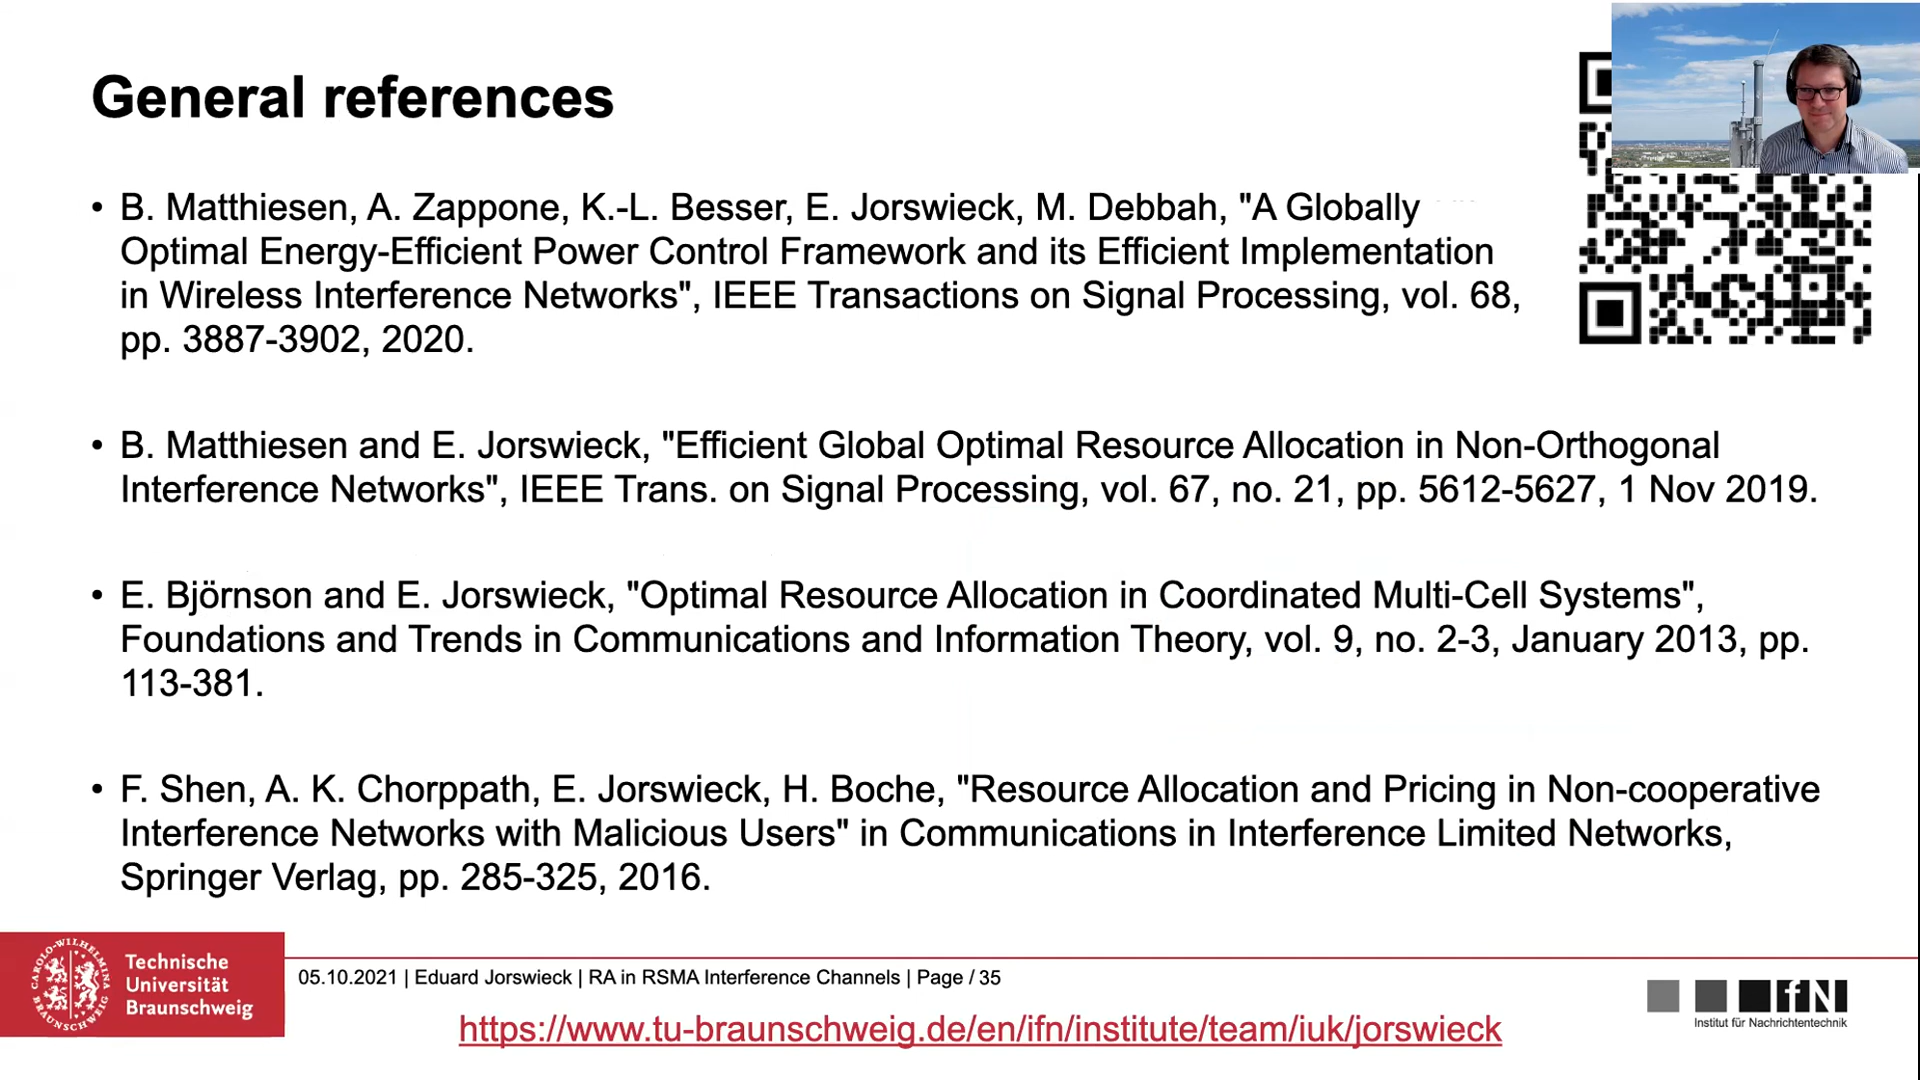 General references
• B. Matthiesen, A. Zappone, K.-L. Besser, E. Jorswieck, M. Debbah, "A Globally
Optimal Energy-Efficient Power Control Framework and its Efficient Implementation
in Wireless Interference Networks", IEEE Transactions on Signal Processing, vol. 68,
pp. 3887-3902, 2020.
• B. Matthiesen and E. Jorswieck, "Efficient Global Optimal Resource Allocation in Non-Orthogonal
Interference Networks", IEEE Trans. on Signal Processing, vol. 67, no. 21, pp. 5612-5627, 1 Nov 2019.
• E. Björnson and E. Jorswieck, "Optimal Resource Allocation in Coordinated Multi-Cell Systems",
Foundations and Trends in Communications and Information Theory, vol. 9, no. 2-3, January 2013, pp.
113-381.
• F. Shen, A. K. Chorppath, E. Jorswieck, H. Boche, "Resource Allocation and Pricing in Non-cooperative
Interference Networks with Malicious Users" in Communications in Interference Limited Networks,
Springer Verlag, pp. 285-325, 2016.
CAROLO-WILHELMINA
BRAUNSCHWEIG
Technische
Universität
Braunschweig
05.10.2021 | Eduard Jorswieck | RA in RSMA Interference Channels | Page / 35
https://www.tu-braunschweig.de/en/ifn/institute/team/iuk/jorswieck
IfN
Institut für Nachrichtentechnik